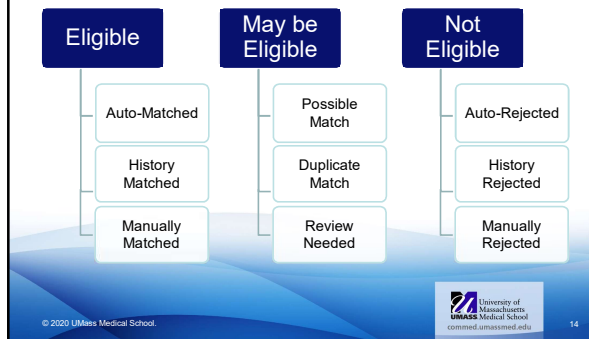 Eligible
Auto-Matched
History
Matched
Manually
Matched
May be
Eligible
Possible
Match
Duplicate
Match
Review
Needed
Not
Eligible
Auto-Rejected
History
Rejected
Manually
Rejected
© 2020 UMass Medical School.
UMASS
University of
Massachusetts
Medical School
commed.umassmed.edu
14